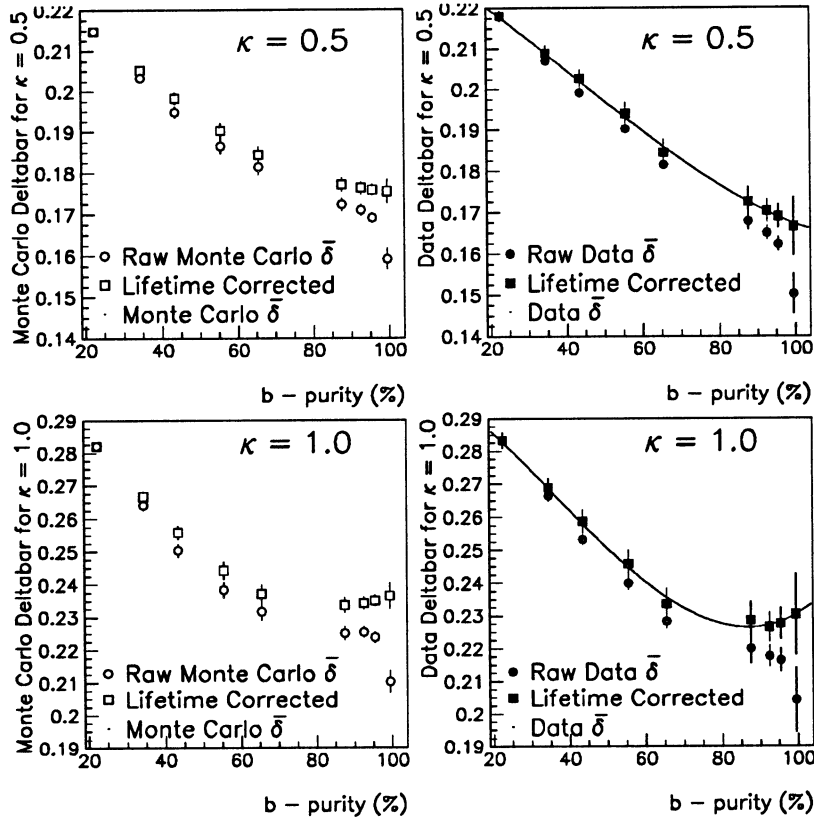 Monte Carlo Deltabar for κ = 0.5
0.22
0.21
0.2
0.19
0.18
0.17
0.16
0.15
0.14
κ = 0.5
Raw Monte Carlo δ̄
Lifetime Corrected
Monte Carlo δ̄
20 40 60 80 100
b − purity (%)
Data Deltabar for κ = 0.5
0.22
0.21
0.2
0.19
0.18
0.17
0.16
0.15
0.14
κ = 0.5
Raw Data δ̄
Lifetime Corrected
Data δ̄
20 40 60 80 100
b − purity (%)
Monte Carlo Deltabar for κ = 1.0
0.29
0.28
0.27
0.26
0.25
0.24
0.23
0.22
0.21
0.2
0.19
κ = 1.0
Raw Monte Carlo δ̄
Lifetime Corrected
Monte Carlo δ̄
20 40 60 80 100
b − purity (%)
Data Deltabar for κ = 1.0
0.29
0.28
0.27
0.26
0.25
0.24
0.23
0.22
0.21
0.2
0.19
κ = 1.0
Raw Data δ̄
Lifetime Corrected
Data δ̄
20 40 60 80 100
b − purity (%)